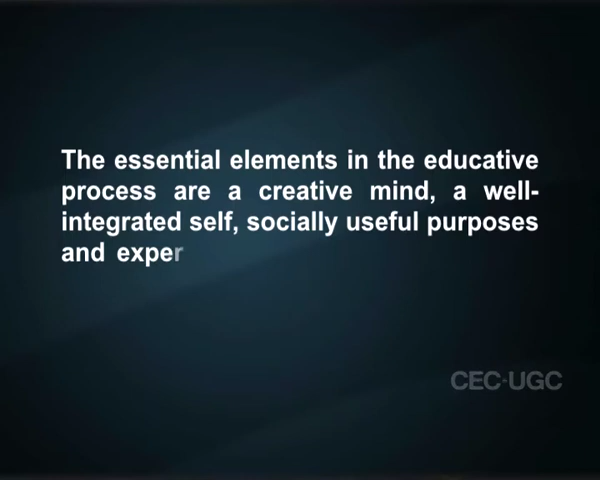 The essential elements in the educative
process are a creative mind, a well-
integrated self, socially useful purposes
and exper
CEC-UGC